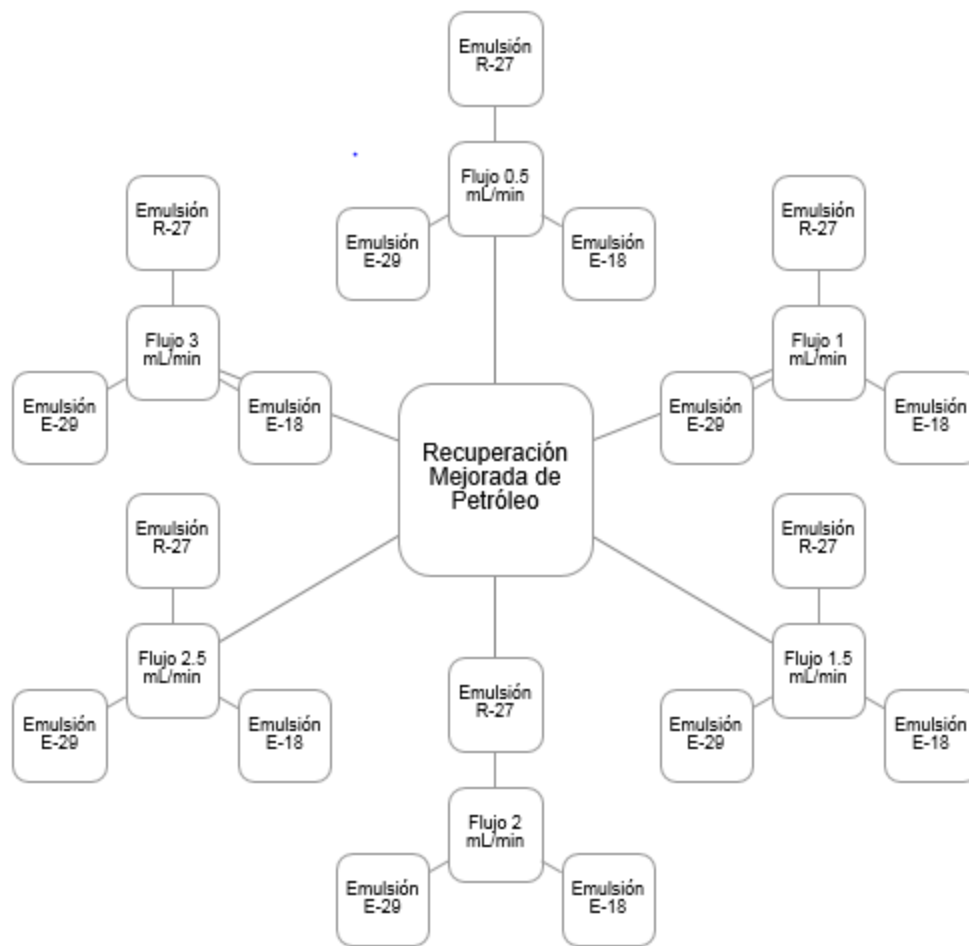 Emulsión
R-27
Flujo 0.5
mL/min
Emulsión
E-29
Emulsión
E-18
Emulsión
R-27
Flujo 3
mL/min
Emulsión
E-29
Emulsión
E-18
Emulsión
R-27
Flujo 1
mL/min
Emulsión
E-29
Emulsión
E-18
Recuperación
Mejorada de
Petróleo
Emulsión
R-27
Flujo 2.5
mL/min
Emulsión
E-29
Emulsión
E-18
Emulsión
R-27
Flujo 1.5
mL/min
Emulsión
E-29
Emulsión
E-18
Emulsión
R-27
Flujo 2
mL/min
Emulsión
E-29
Emulsión
E-18